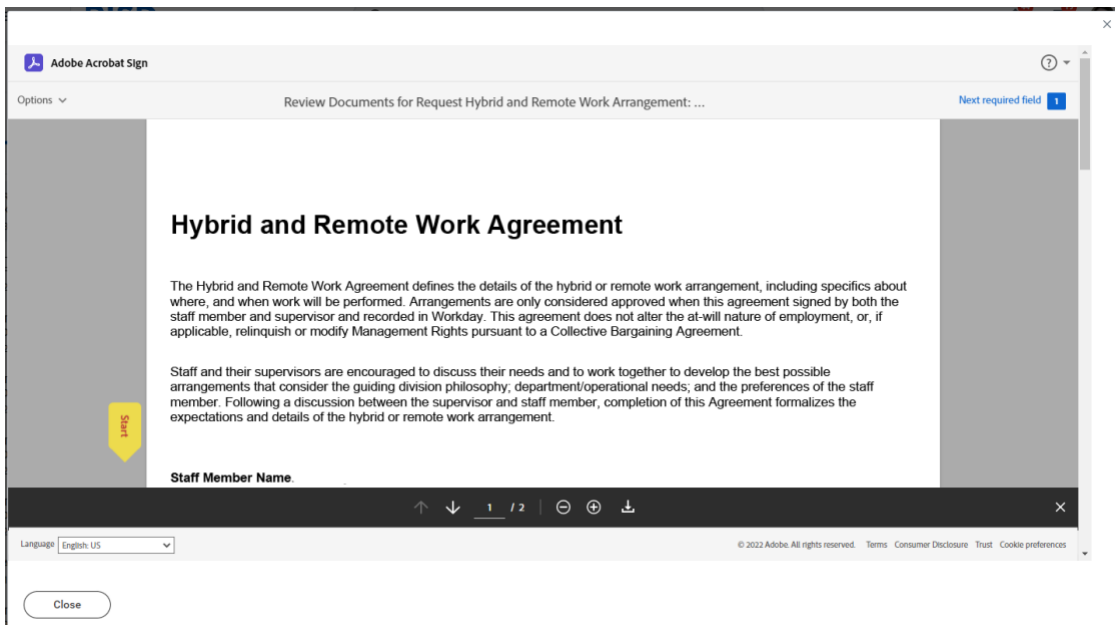 ×
Adobe Acrobat Sign
?
Options
Review Documents for Request Hybrid and Remote Work Arrangement: ...
Next required field 1
Hybrid and Remote Work Agreement
The Hybrid and Remote Work Agreement defines the details of the hybrid or remote work arrangement, including specifics about
where, and when work will be performed. Arrangements are only considered approved when this agreement signed by both the
staff member and supervisor and recorded in Workday. This agreement does not alter the at-will nature of employment, or, if
applicable, relinquish or modify Management Rights pursuant to a Collective Bargaining Agreement.
Staff and their supervisors are encouraged to discuss their needs and to work together to develop the best possible
arrangements that consider the guiding division philosophy; department/operational needs; and the preferences of the staff
member. Following a discussion between the supervisor and staff member, completion of this Agreement formalizes the
expectations and details of the hybrid or remote work arrangement.
Start
Staff Member Name.
1 / 2
Language English: US
© 2022 Adobe. All rights reserved. Terms Consumer Disclosure Trust Cookie preferences
Close